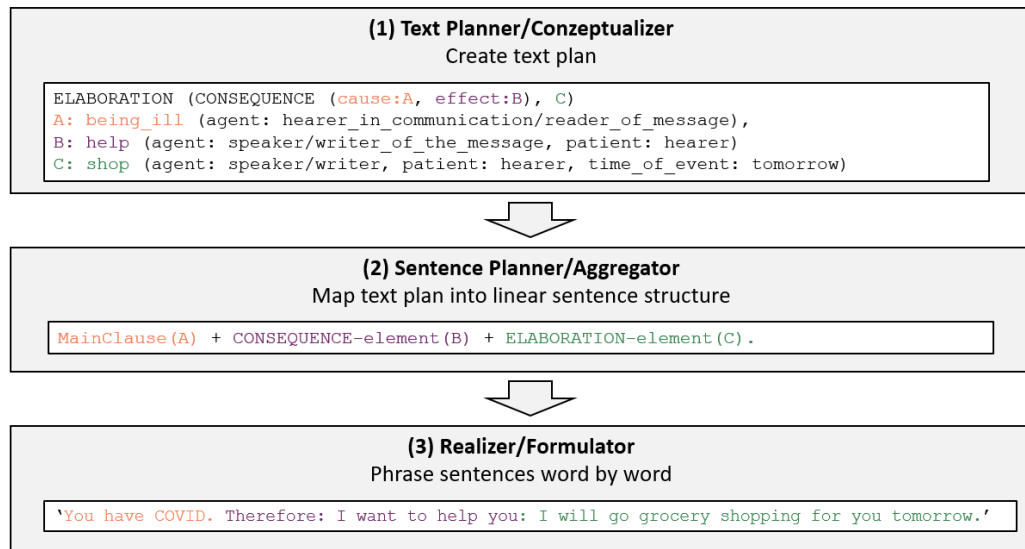 (1) Text Planner/Conzeptualizer
Create text plan
ELABORATION (CONSEQUENCE (cause:A, effect:B), C)
A: being_ill (agent: hearer_in_communication/reader_of_message),
B: help (agent: speaker/writer_of_the_message, patient: hearer)
C: shop (agent: speaker/writer, patient: hearer, time_of_event: tomorrow)
(2) Sentence Planner/Aggregator
Map text plan into linear sentence structure
MainClause(A) + CONSEQUENCE-element(B) + ELABORATION-element(C).
(3) Realizer/Formulator
Phrase sentences word by word
‘You have COVID. Therefore: I want to help you: I will go grocery shopping for you tomorrow.’